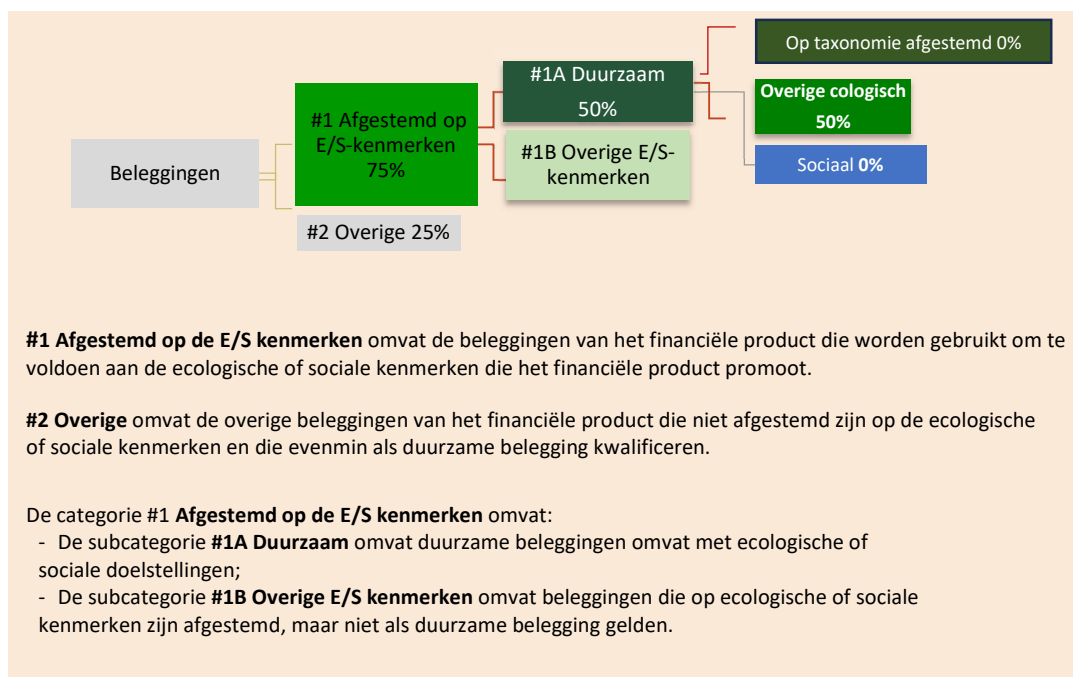 Beleggingen
#1 Afgestemd op
E/S-kenmerken
75%
#2 Overige 25%
#1A Duurzaam
50%
#1B Overige E/S-
kenmerken
Op taxonomie afgestemd 0%
Overige cologisch
50%
Sociaal 0%
#1 Afgestemd op de E/S kenmerken omvat de beleggingen van het financiële product die worden gebruikt om te
voldoen aan de ecologische of sociale kenmerken die het financiële product promoot.
#2 Overige omvat de overige beleggingen van het financiële product die niet afgestemd zijn op de ecologische
of sociale kenmerken en die evenmin als duurzame belegging kwalificeren.
De categorie #1 Afgestemd op de E/S kenmerken omvat:
- De subcategorie #1A Duurzaam omvat duurzame beleggingen omvat met ecologische of
sociale doelstellingen;
- De subcategorie #1B Overige E/S kenmerken omvat beleggingen die op ecologische of sociale
kenmerken zijn afgestemd, maar niet als duurzame belegging gelden.